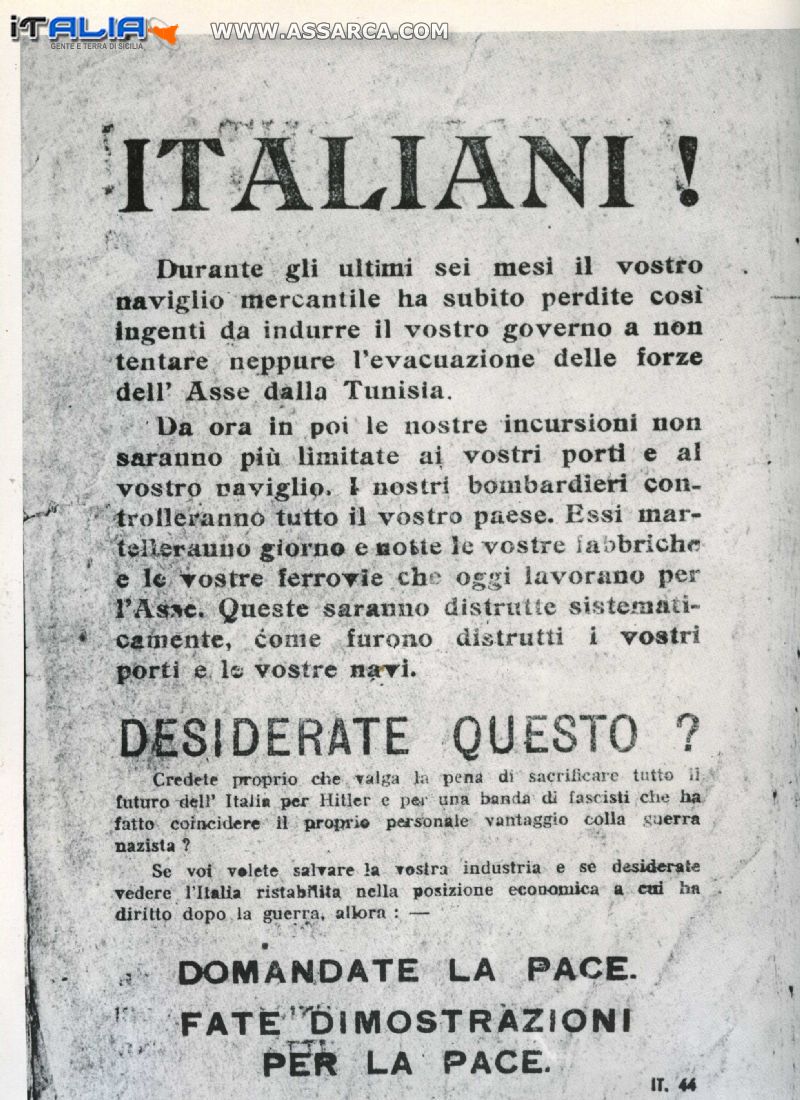 iTALIA
GENTE E TERRA DI SICILIA
WWW.ASSARCA.COM
ITALIANI !
Durante gli ultimi sei mesi il vostro
naviglio mercantile ha subito perdite così
ingenti da indurre il vostro governo a non
tentare neppure l'evacuazione delle forze
dell' Asse dalla Tunisia.
Da ora in poi le nostre incursioni non
saranno più limitate ai vostri porti e al
vostro naviglio. I nostri bombardieri con-
trolleranno tutto il vostro paese. Essi mar-
telleranno giorno e notte le vostre fabbriche
e le vostre ferrovie che oggi lavorano per
l'Asse. Queste saranno distrutte sistemati-
camente, come furono distrutti i vostri
porti e le vostre navi.
DESIDERATE QUESTO ?
Credete proprio che valga la pena di sacrificare tutto il
futuro dell' Italia per Hitler e per una banda di fascisti che ha
fatto coincidere il proprio personale vantaggio colla guerra
nazista ?
Se voi volete salvare la vostra industria e se desiderate
vedere l'Italia ristabilita nella posizione economica a cui ha
diritto dopo la guerra, allora : —
DOMANDATE LA PACE.
FATE DIMOSTRAZIONI
PER LA PACE.
IT. 44